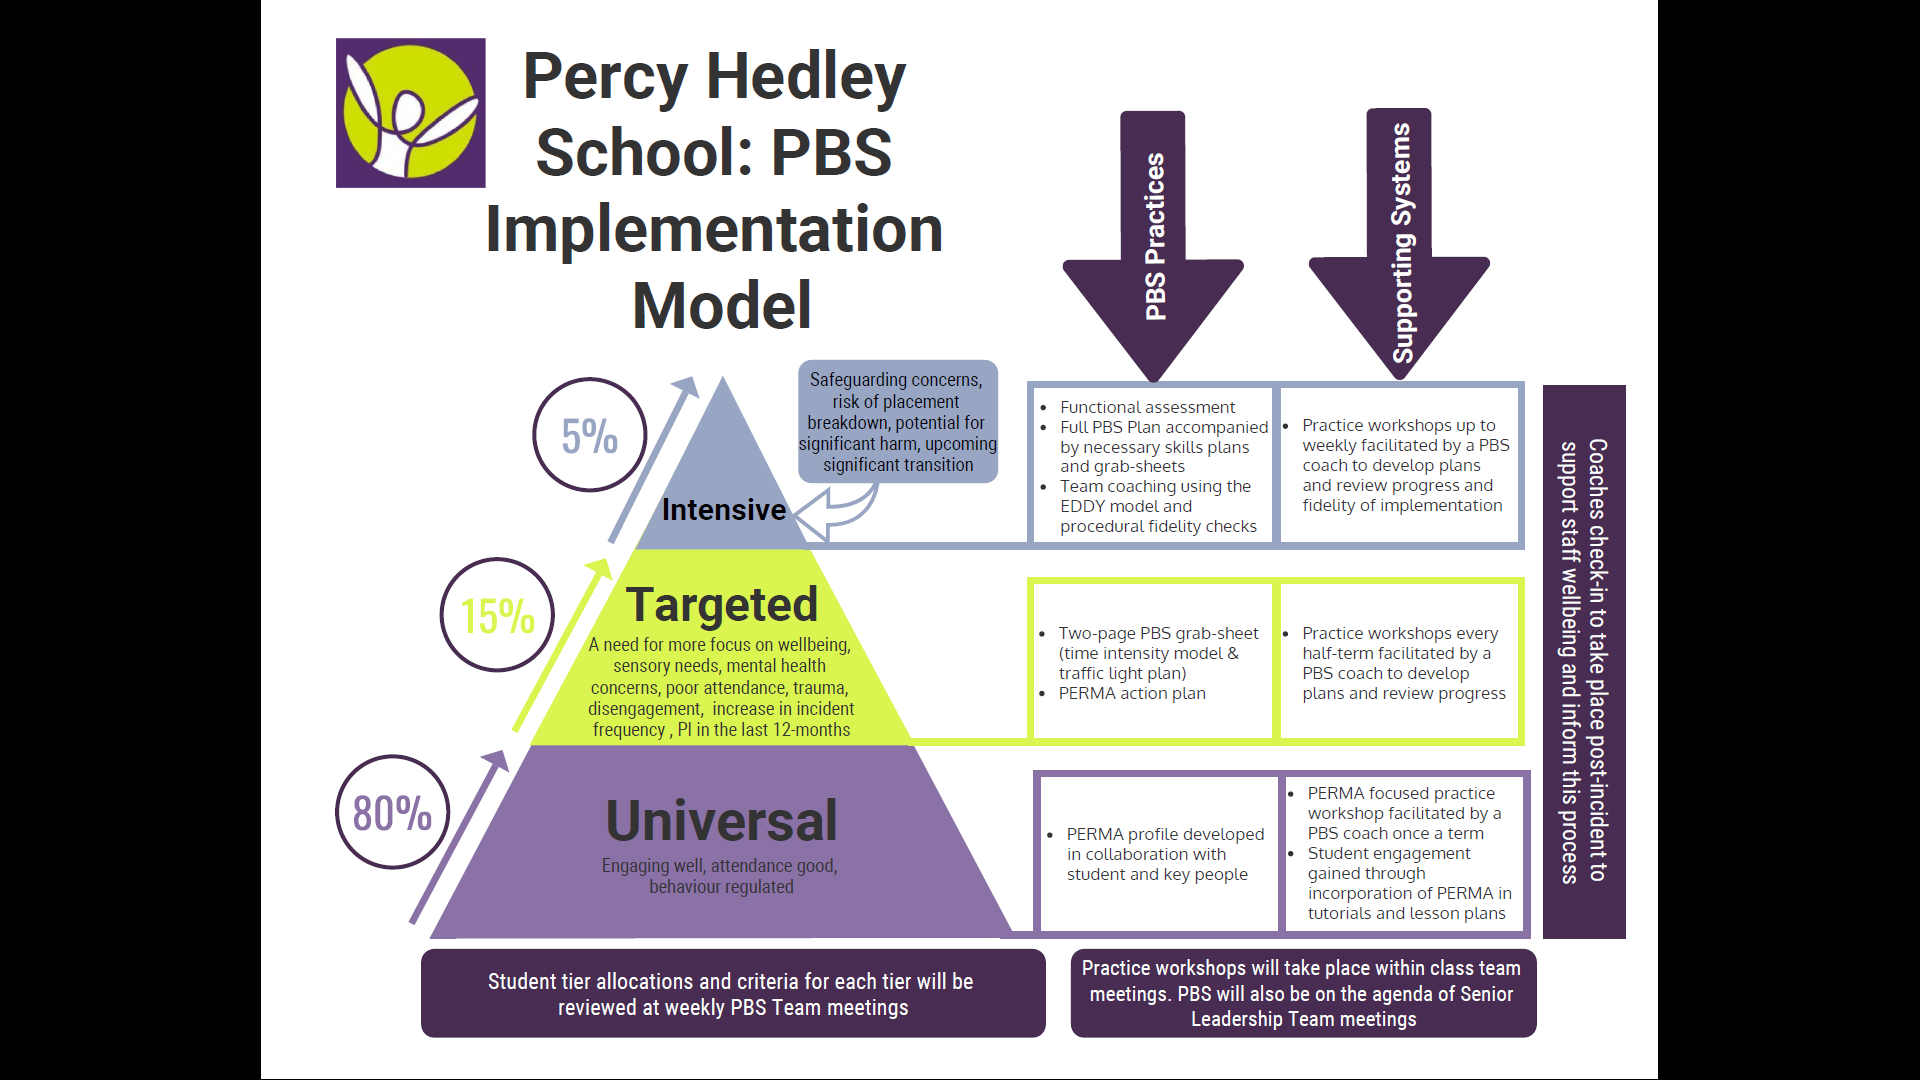 Percy Hedley
School: PBS
Implementation
Model
PBS Practices
Supporting Systems
5%
Safeguarding concerns,
risk of placement
breakdown, potential for
significant harm, upcoming
significant transition
Intensive
• Functional assessment
• Full PBS Plan accompanied
by necessary skills plans
and grab-sheets
• Team coaching using the
EDDY model and
procedural fidelity checks
• Practice workshops up to
weekly facilitated by a PBS
coach to develop plans
and review progress and
fidelity of implementation
15%
Targeted
A need for more focus on wellbeing,
sensory needs, mental health
concerns, poor attendance, trauma,
disengagement,  increase in incident
frequency , PI in the last 12-months
• Two-page PBS grab-sheet
(time intensity model &
traffic light plan)
• PERMA action plan
• Practice workshops every
half-term facilitated by a
PBS coach to develop
plans and review progress
80%
Universal
Engaging well, attendance good,
behaviour regulated
• PERMA profile developed
in collaboration with
student and key people
• PERMA focused practice
workshop facilitated by a
PBS coach once a term
• Student engagement
gained through
incorporation of PERMA in
tutorials and lesson plans
Coaches check-in to take place post-incident to
support staff wellbeing and inform this process
Student tier allocations and criteria for each tier will be
reviewed at weekly PBS Team meetings
Practice workshops will take place within class team
meetings. PBS will also be on the agenda of Senior
Leadership Team meetings